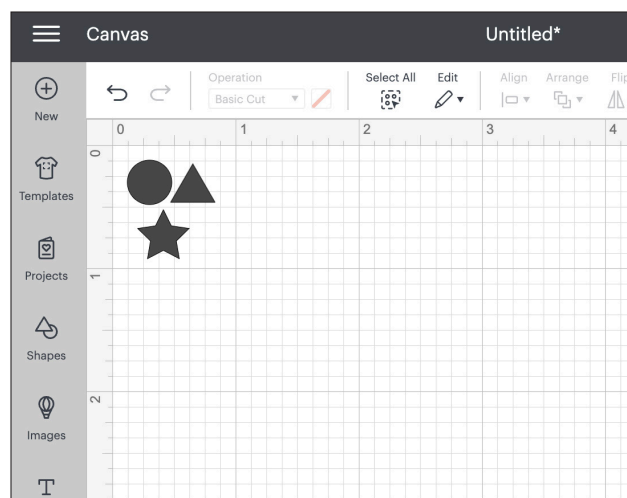 Canvas
Untitled*
Operation
Select All
Edit
Align
Arrange
Flip
Basic Cut
New
Templates
Projects
Shapes
Images
T
0
1
2
3
4
0
1
2